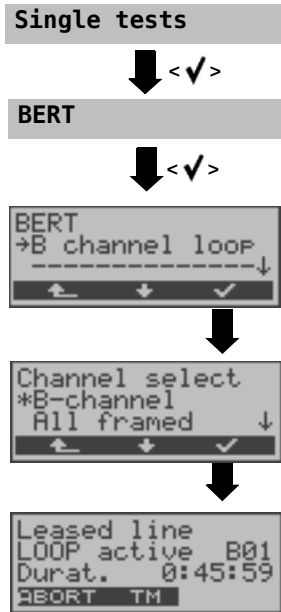 Single tests
<✓>
BERT
<✓>
BERT
→B channel loop
---------------↓
Channel select
*B-channel
All framed ↓
Leased line
LOOP active B01
Durat. 0:45:59
ABORT TM